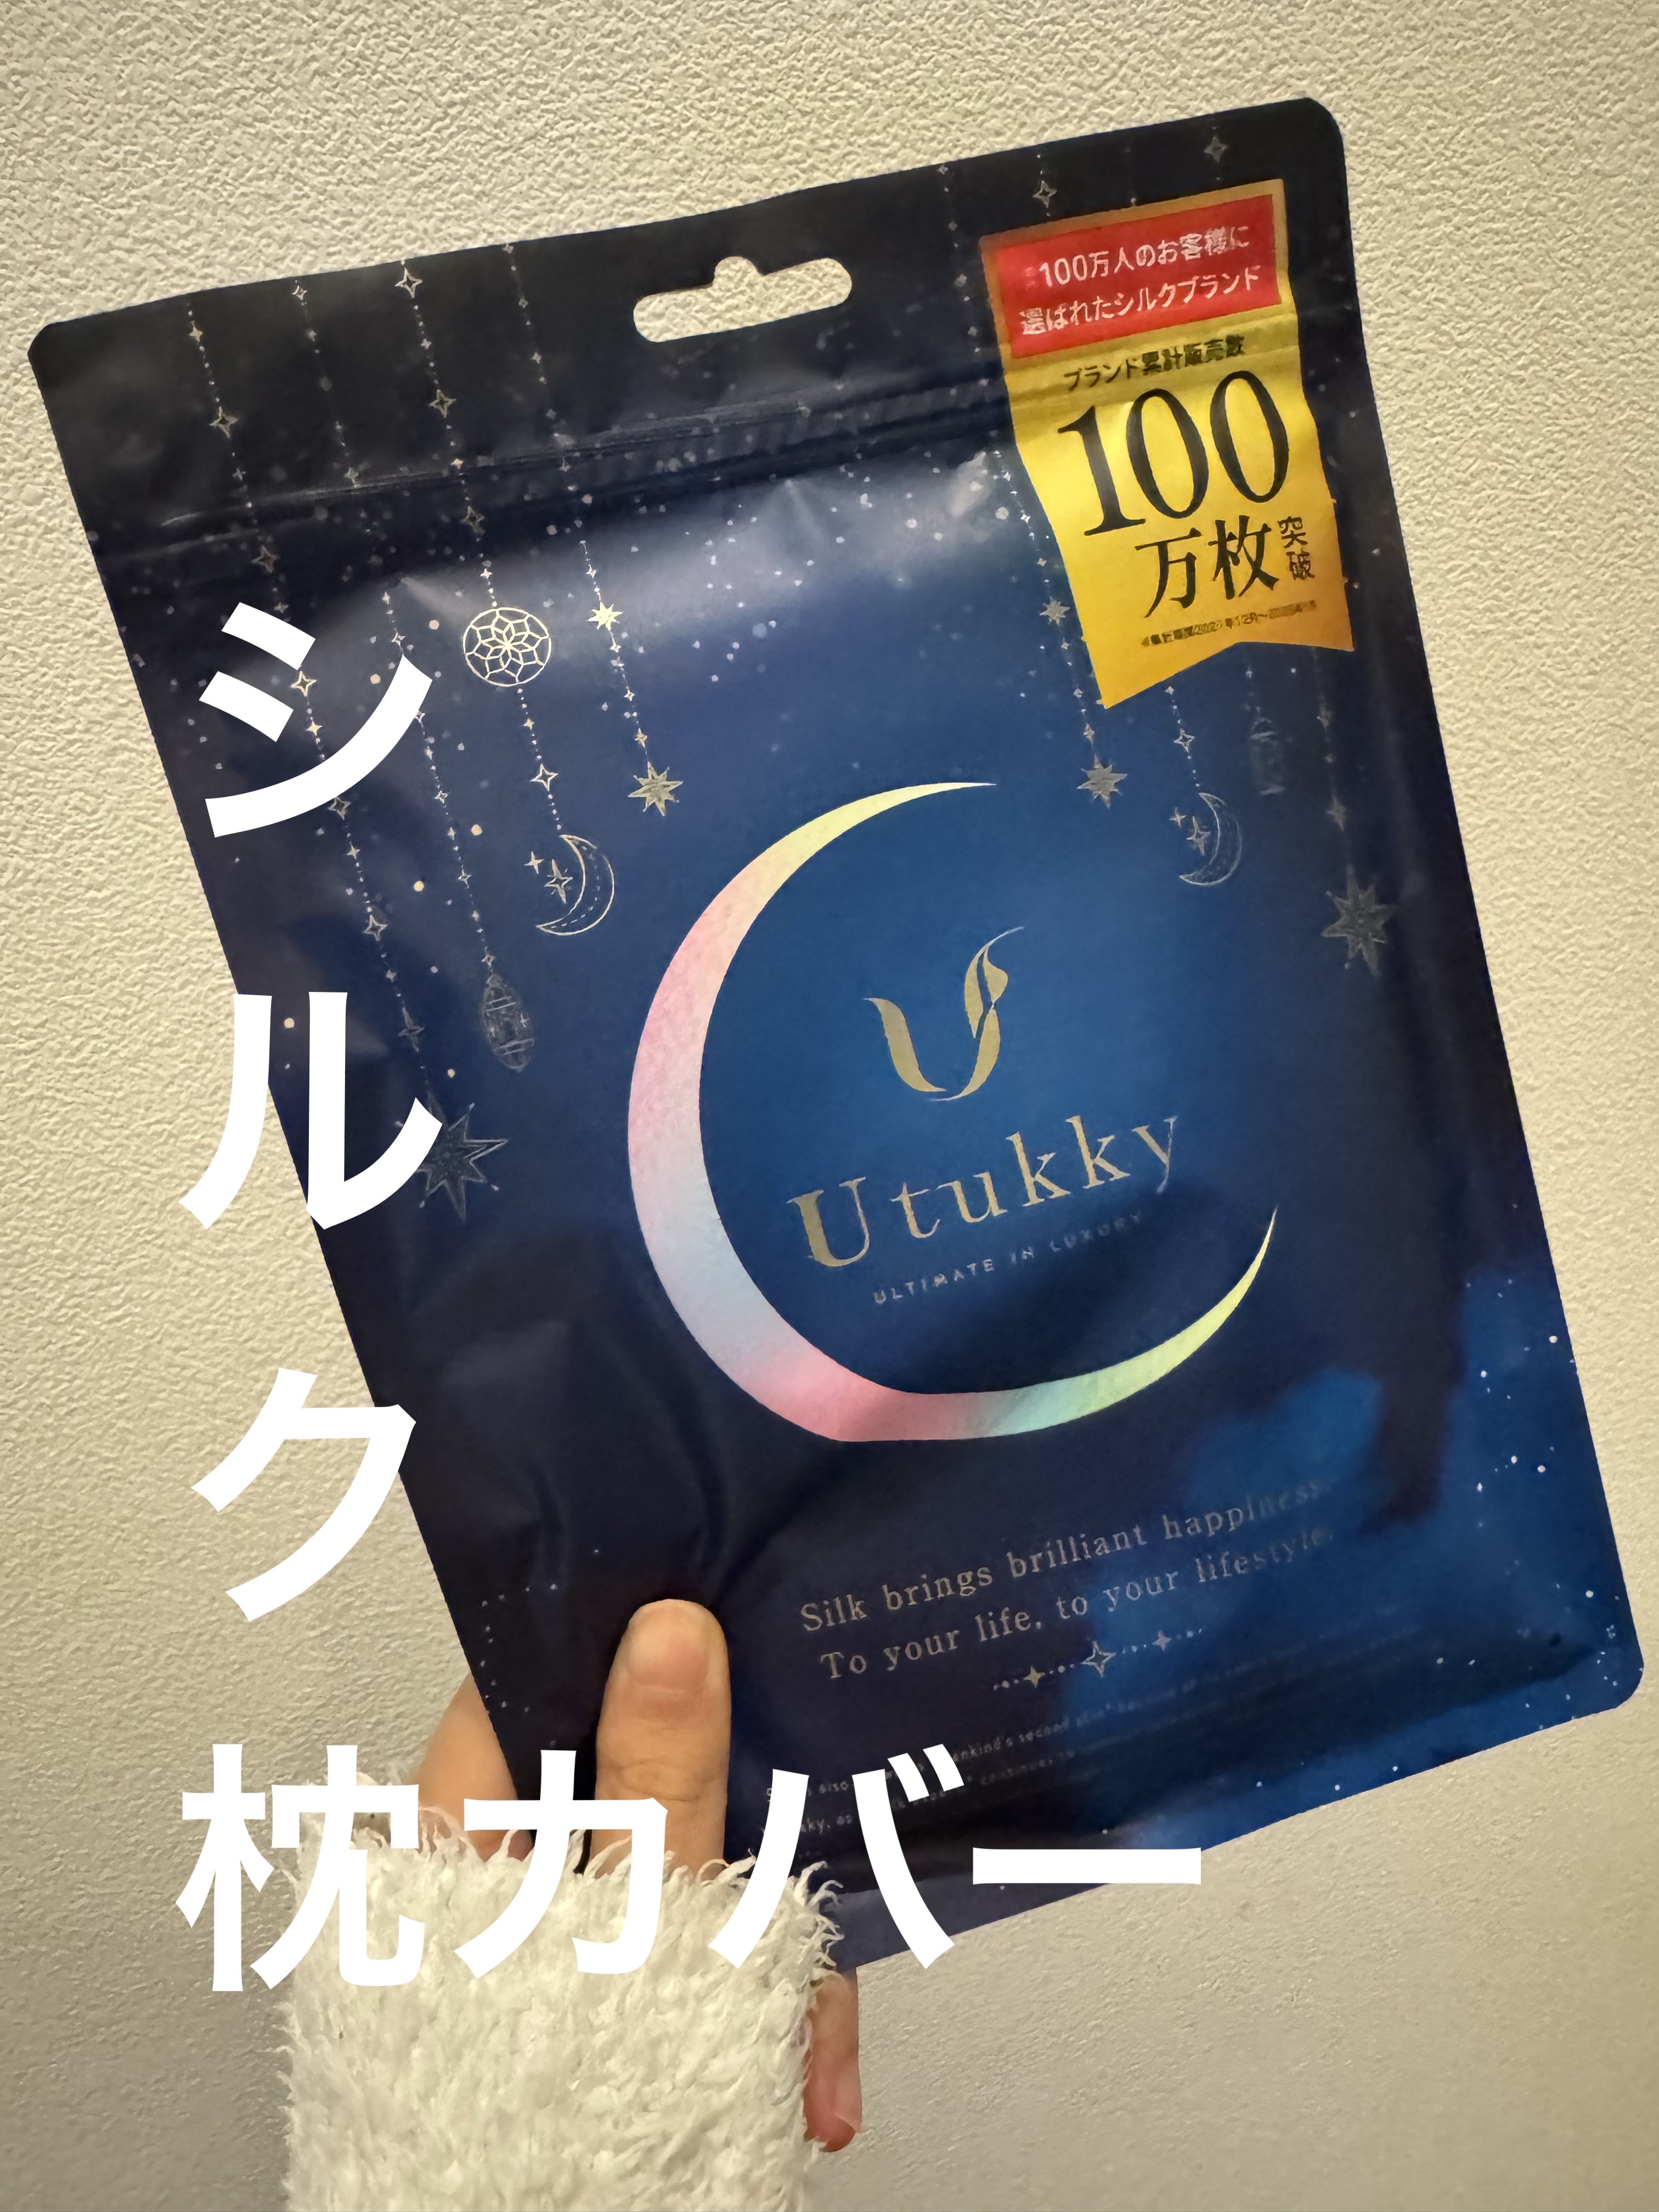 100万人のお客様に
選ばれたシルクブランド
ブランド累計販売数
100
万枚
突破
Utukky
ULTIMATE IN LUXURY
Silk brings brilliant happiness.
To your life, to your lifestyle.
シルク
枕カバー